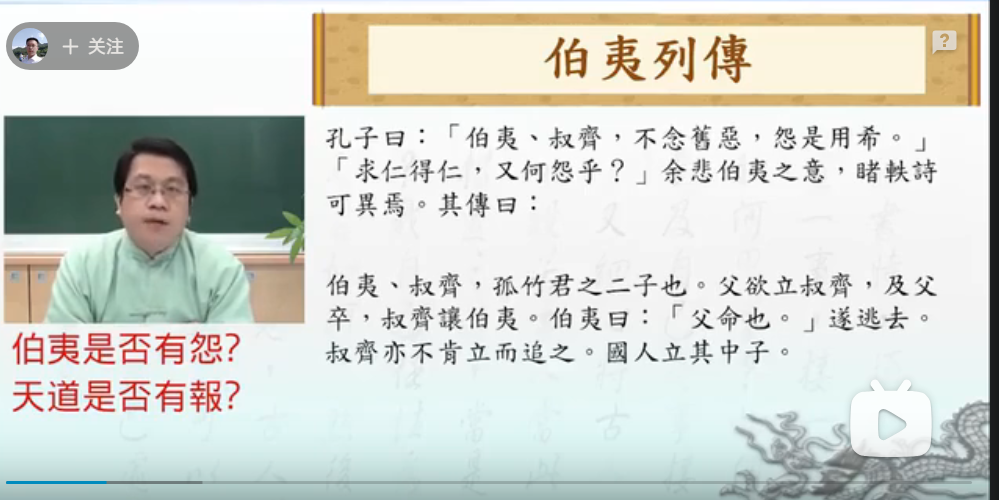 + 关注
伯夷列傳
?
孔子曰：「伯夷、叔齊，不念舊惡，怨是用希。」
「求仁得仁，又何怨乎？」余悲伯夷之意，睹軼詩
可異焉。其傳曰：
伯夷、叔齊，孤竹君之二子也。父欲立叔齊，及父
卒，叔齊讓伯夷。伯夷曰：「父命也。」遂逃去。
叔齊亦不肯立而追之。國人立其中子。
伯夷是否有怨?
天道是否有報?